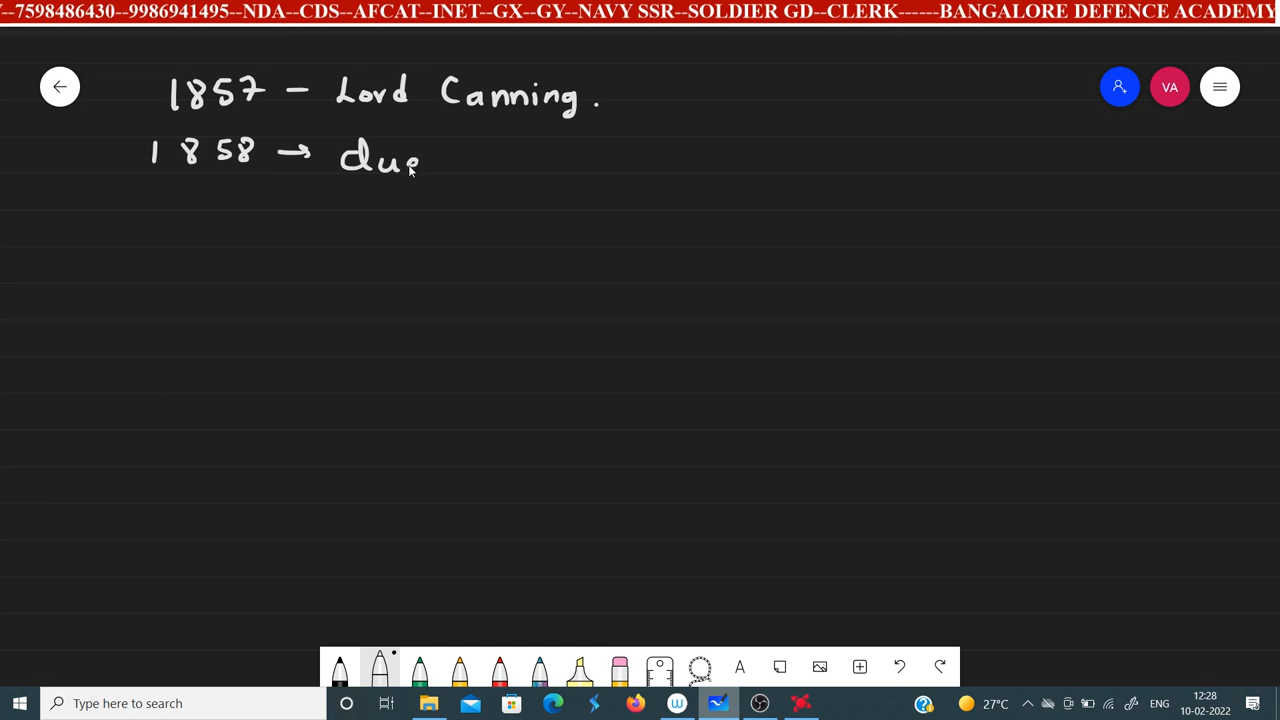 Y--7598486430--9986941495--NDA--CDS--AFCAT--INET--GX--GY--NAVY SSR--SOLDIER GD--CLERK------BANGALORE DEFENCE ACADEMY
VA
1857 - Lord Canning.
1858 → due
A
Type here to search
27°C
ENG
12:28
10-02-2022